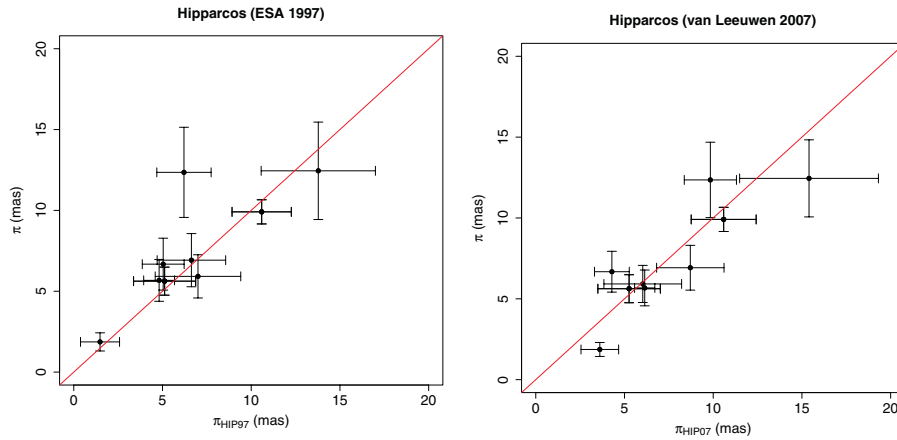 Hipparcos (ESA 1997)
20
15
10
5
0
π (mas)
0 5 10 15 20
πHIP97 (mas)
Hipparcos (van Leeuwen 2007)
20
15
10
5
0
π (mas)
0 5 10 15 20
πHIP07 (mas)